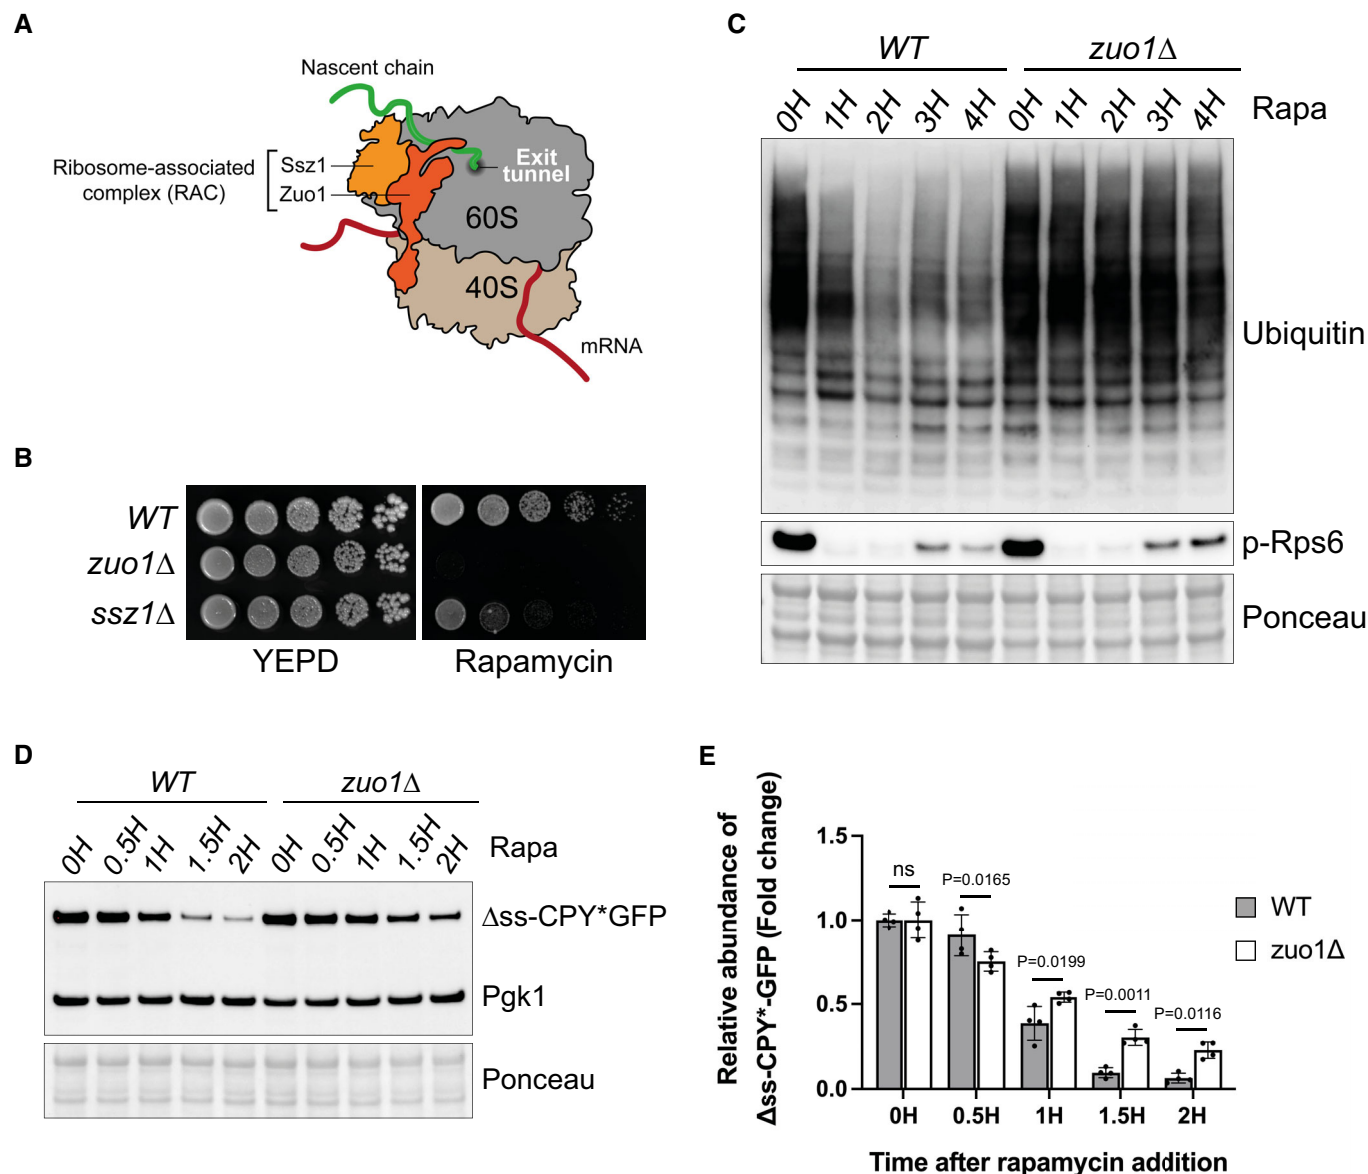 A
Nascent chain
Ribosome-associated
complex (RAC)
Ssz1
Zuo1
Exit
tunnel
60S
40S
mRNA
B
WT
zuo1Δ
ssz1Δ
YEPD
Rapamycin
C
WT
zuo1Δ
0H 1H 2H 3H 4H 0H 1H 2H 3H 4H
Rapa
Ubiquitin
p-Rps6
Ponceau
D
WT
zuo1Δ
0H 0.5H 1H 1.5H 2H 0H 0.5H 1H 1.5H 2H
Rapa
Δss-CPY*GFP
Pgk1
Ponceau
E
Relative abundance of
Δss-CPY*-GFP (Fold change)
1.5
1.0
0.5
0.0
ns
P=0.0165
P=0.0199
P=0.0011
P=0.0116
WT
zuo1Δ
0H 0.5H 1H 1.5H 2H
Time after rapamycin addition